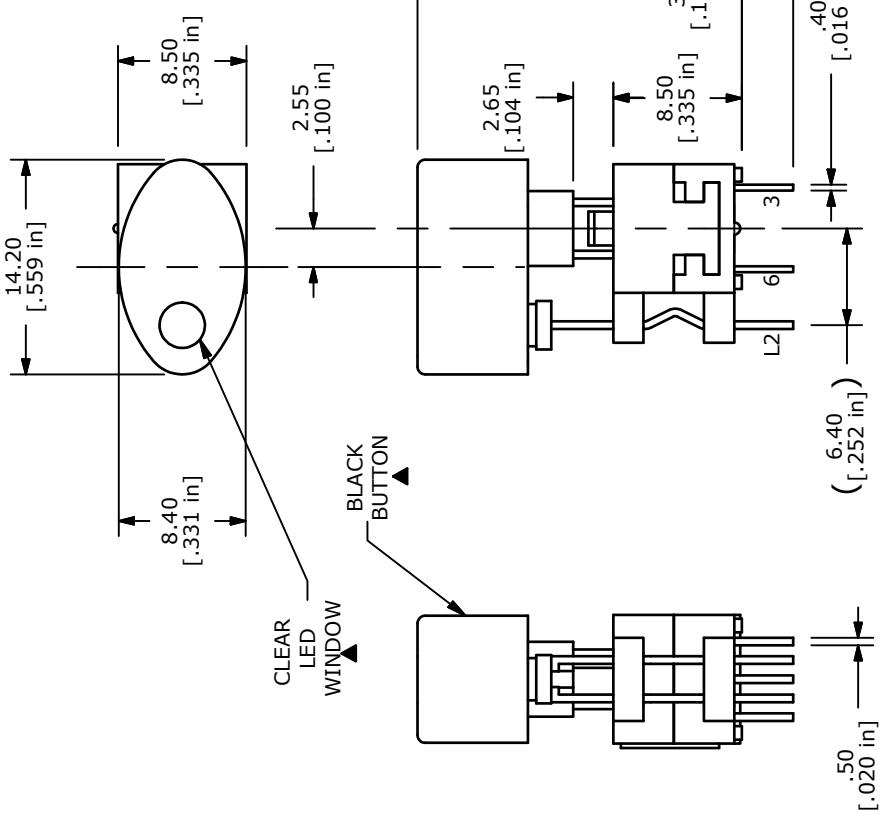 14.20
[.559 in]
8.50
[.335 in]
2.55
[.100 in]
8.40
[.331 in]
CLEAR
LED
WINDOW
BLACK
BUTTON
2.65
[.104 in]
8.50
[.335 in]
.40
[.016
3
6
L2
(6.40
[.252 in])
.50
[.020 in]